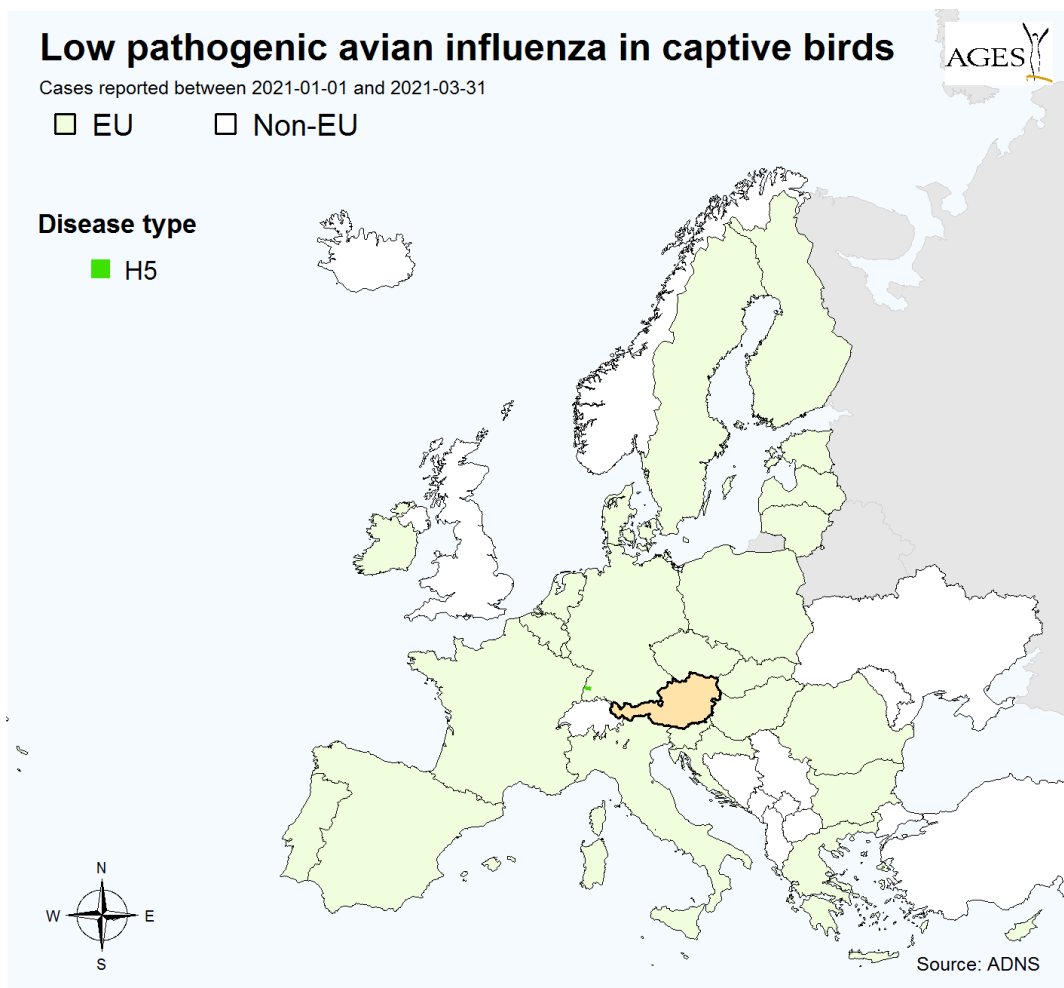 Low pathogenic avian influenza in captive birds
AGES
Cases reported between 2021-01-01 and 2021-03-31
EU
Non-EU
Disease type
H5
N
W
E
S
Source: ADNS